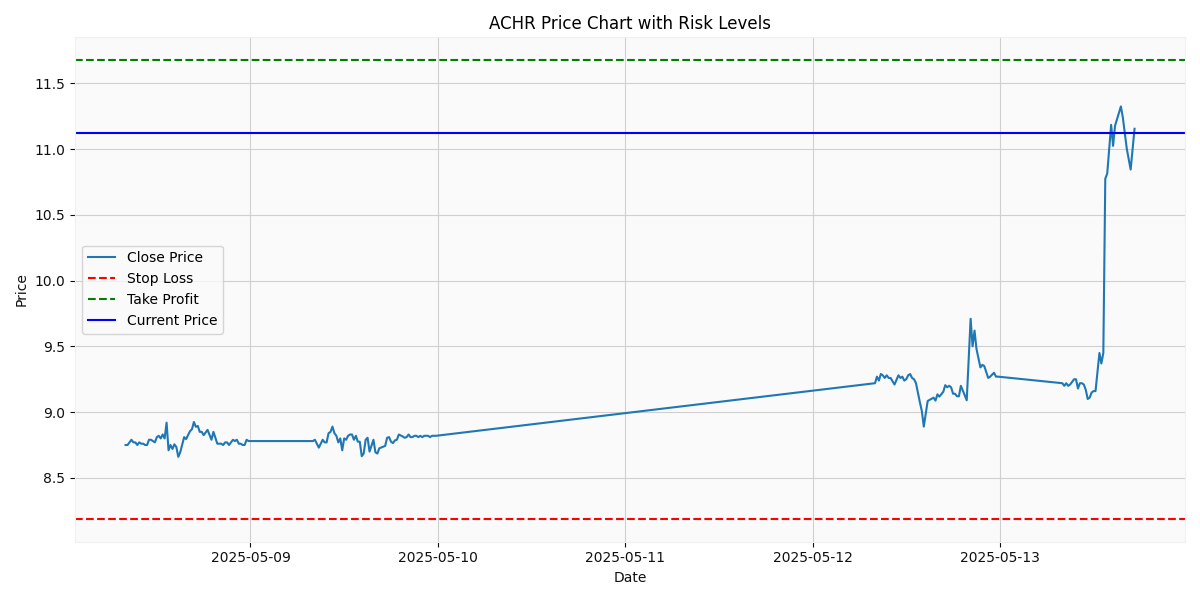 ACHR Price Chart with Risk Levels
11.5
11.0
10.5
10.0
9.5
9.0
8.5
Price
Close Price
Stop Loss
Take Profit
Current Price
2025-05-09
2025-05-10
2025-05-11
2025-05-12
2025-05-13
Date